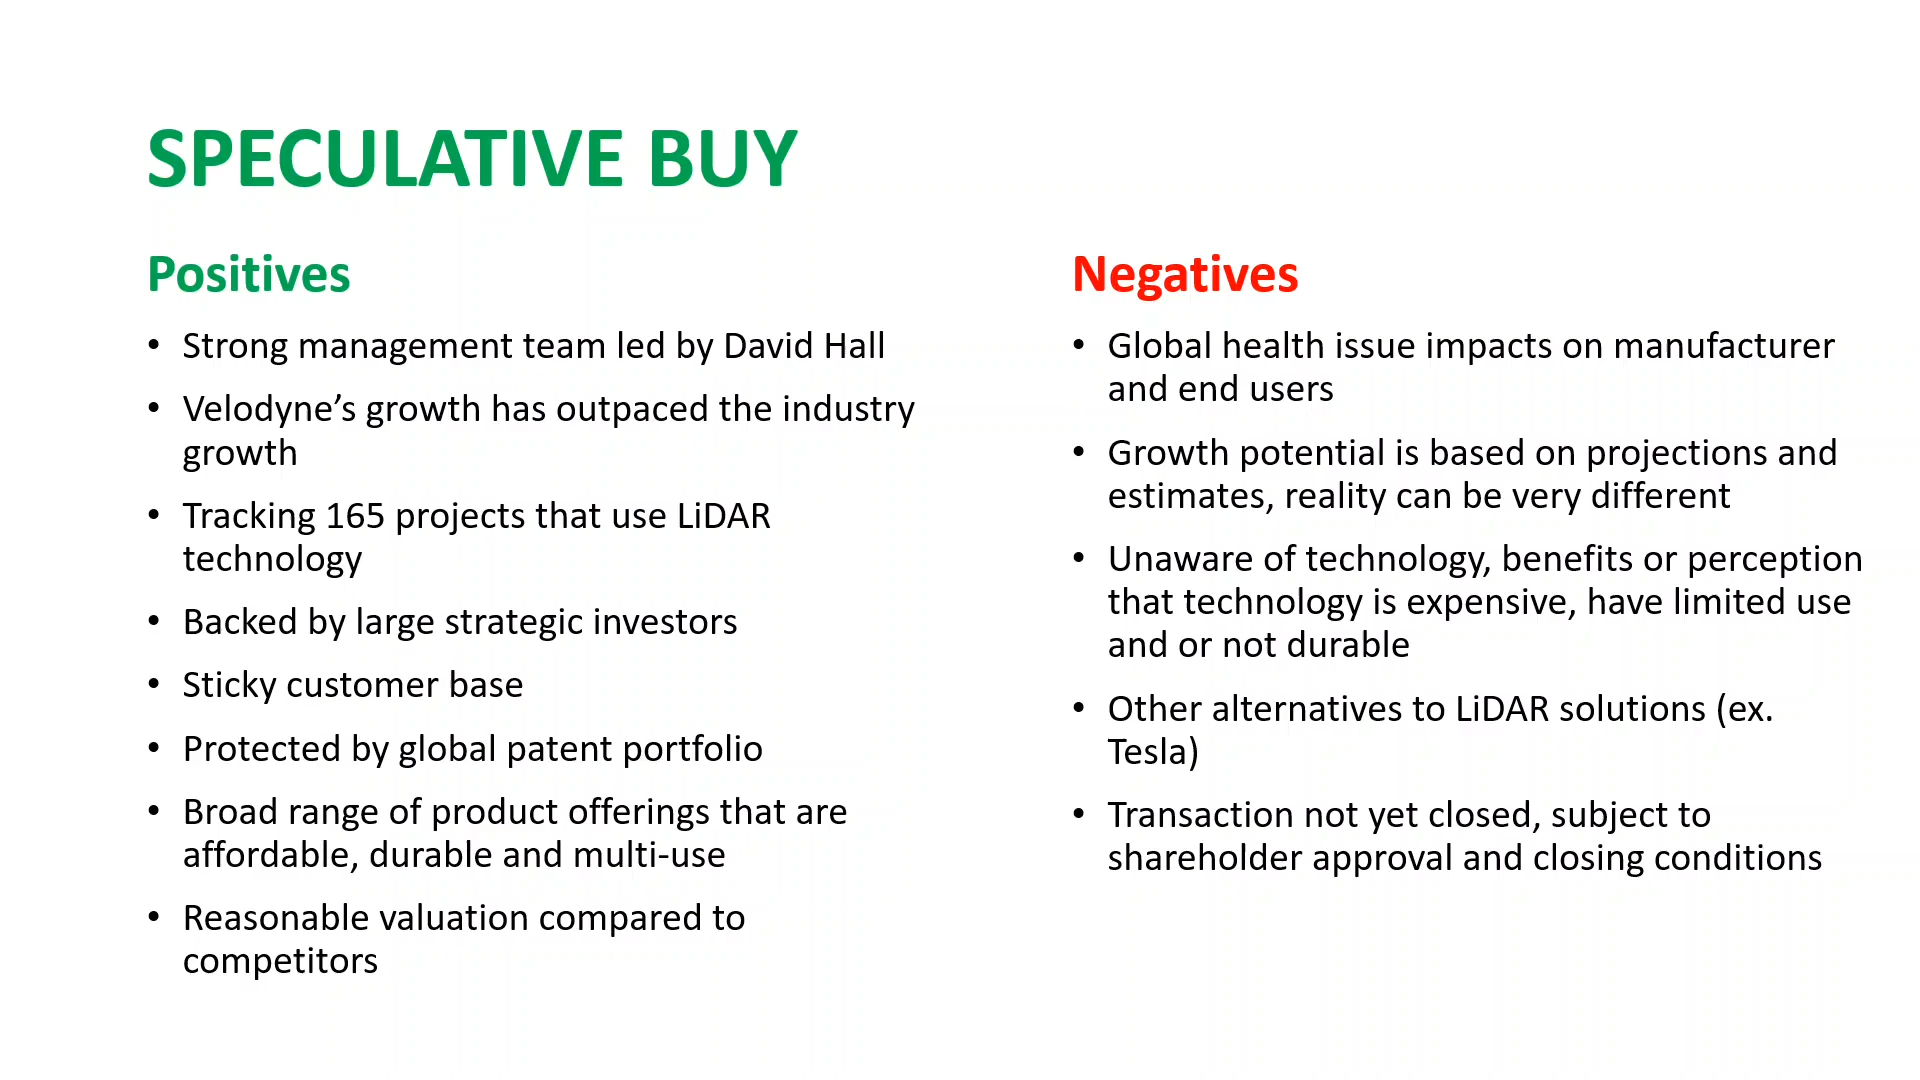 SPECULATIVE BUY
Positives
• Strong management team led by David Hall
• Velodyne’s growth has outpaced the industry
growth
• Tracking 165 projects that use LiDAR
technology
• Backed by large strategic investors
• Sticky customer base
• Protected by global patent portfolio
• Broad range of product offerings that are
affordable, durable and multi-use
• Reasonable valuation compared to
competitors
Negatives
• Global health issue impacts on manufacturer
and end users
• Growth potential is based on projections and
estimates, reality can be very different
• Unaware of technology, benefits or perception
that technology is expensive, have limited use
and or not durable
• Other alternatives to LiDAR solutions (ex.
Tesla)
• Transaction not yet closed, subject to
shareholder approval and closing conditions